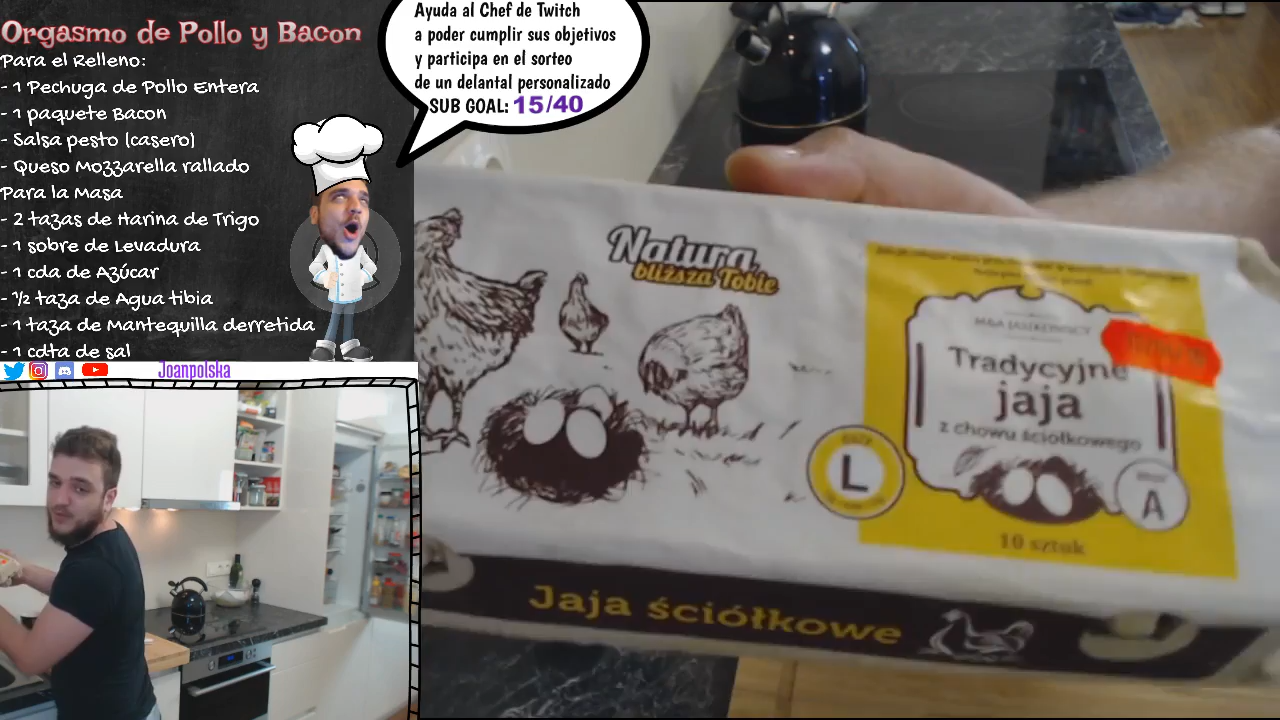 Orgasmo de Pollo y Bacon
Para el Relleno:
- 1 Pechuga de Pollo Entera
- 1 paquete Bacon
- Salsa pesto (casero)
- Queso Mozzarella rallado
Para la Masa
- 2 tazas de Harina de Trigo
- 1 sobre de Levadura
- 1 cda de Azúcar
- 1/2 taza de Agua tibia
- 1 taza de Mantequilla derretida
- 1 cdta de sal
Joanpolska
Ayuda al Chef de Twitch
a poder cumplir sus objetivos
y participa en el sorteo
de un delantal personalizado
SUB GOAL: 15/40
Natura
bliższa Tobie
Tradycyjne
jaja
z chowu ściółkowego
L
A
10 sztuk
Jaja ściółkowe